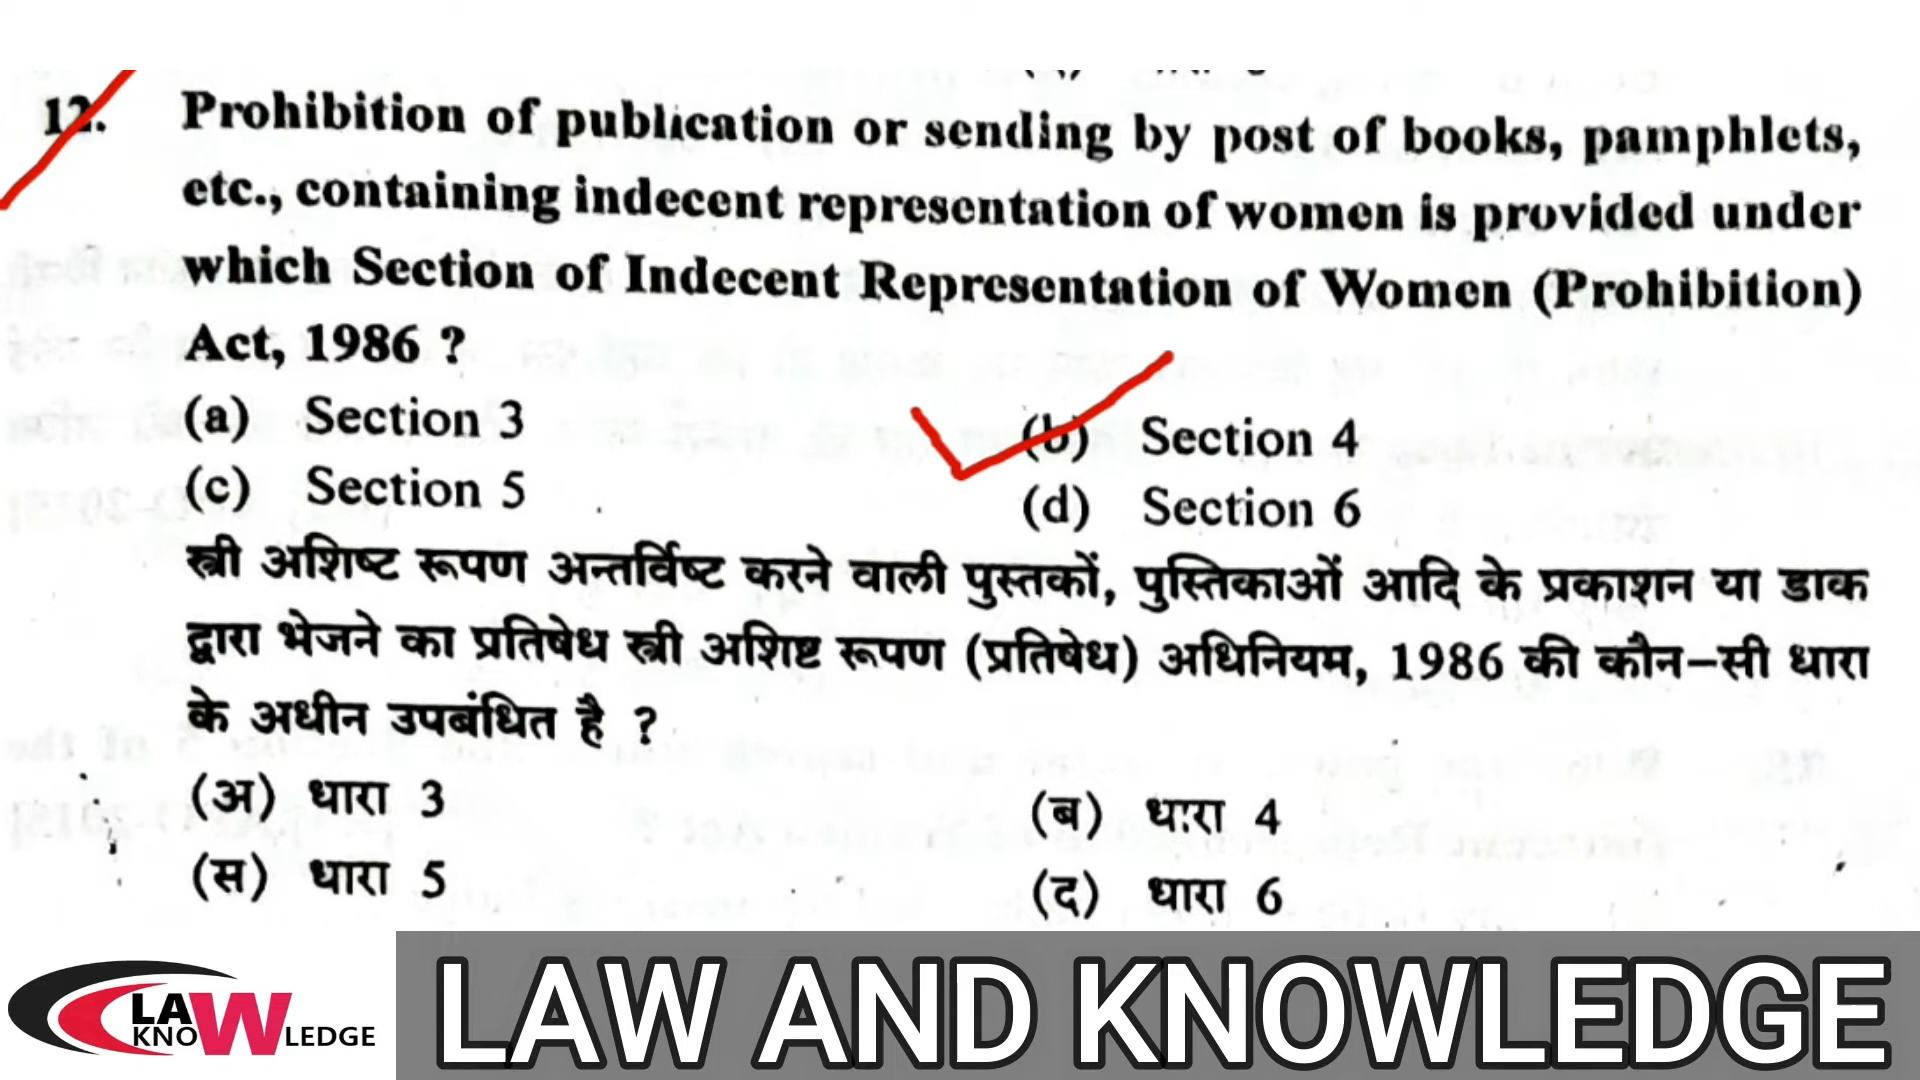 12. Prohibition of publication or sending by post of books, pamphlets,
etc., containing indecent representation of women is provided under
which Section of Indecent Representation of Women (Prohibition)
Act, 1986 ?
(a) Section 3 (b) Section 4
(c) Section 5 (d) Section 6
स्त्री अशिष्ट रूपण अन्तर्विष्ट करने वाली पुस्तकों, पुस्तिकाओं आदि के प्रकाशन या डाक
द्वारा भेजने का प्रतिषेध स्त्री अशिष्ट रूपण (प्रतिषेध) अधिनियम, 1986 की कौन-सी धारा
के अधीन उपबंधित है ?
(अ) धारा 3 (ब) धारा 4
(स) धारा 5 (द) धारा 6
LAW
KNOWLEDGE
LAW AND KNOWLEDGE